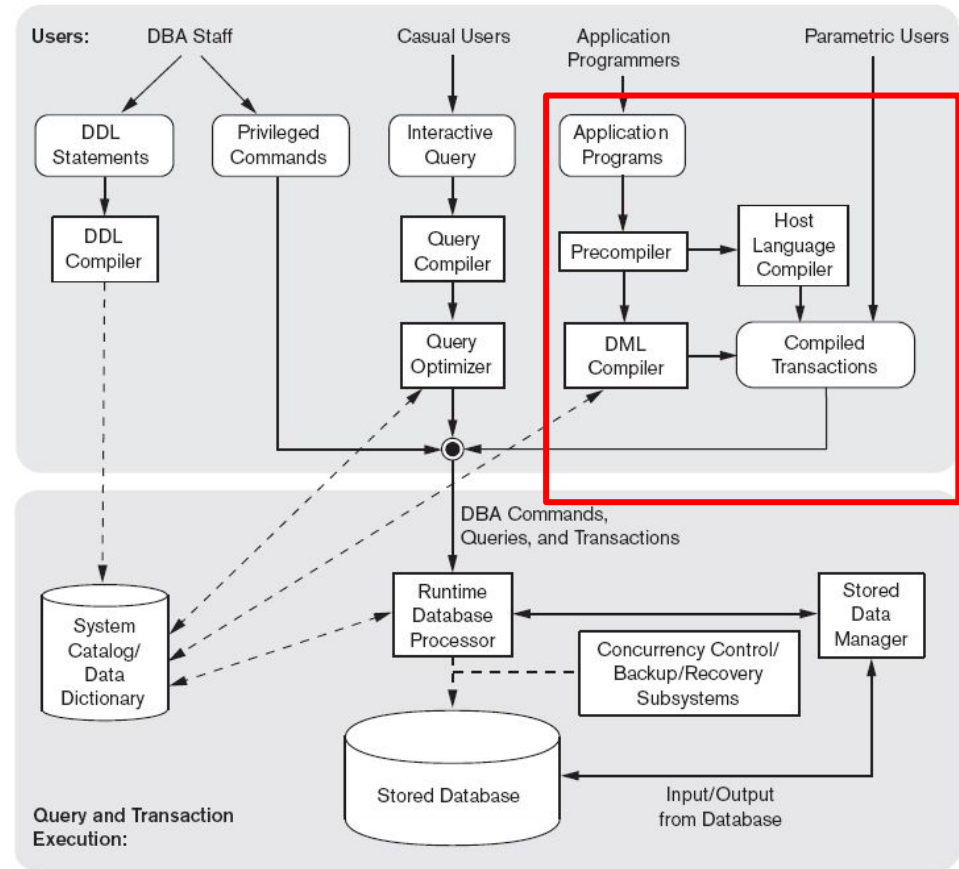 Users:
DBA Staff
Casual Users
Application
Programmers
Parametric Users
DDL
Statements
Privileged
Commands
Interactive
Query
Application
Programs
DDL
Compiler
Query
Compiler
Precompiler
Host
Language
Compiler
Query
Optimizer
DML
Compiler
Compiled
Transactions
DBA Commands,
Queries, and Transactions
System
Catalog/
Data
Dictionary
Runtime
Database
Processor
Stored
Data
Manager
Concurrency Control/
Backup/Recovery
Subsystems
Stored Database
Input/Output
from Database
Query and Transaction
Execution: